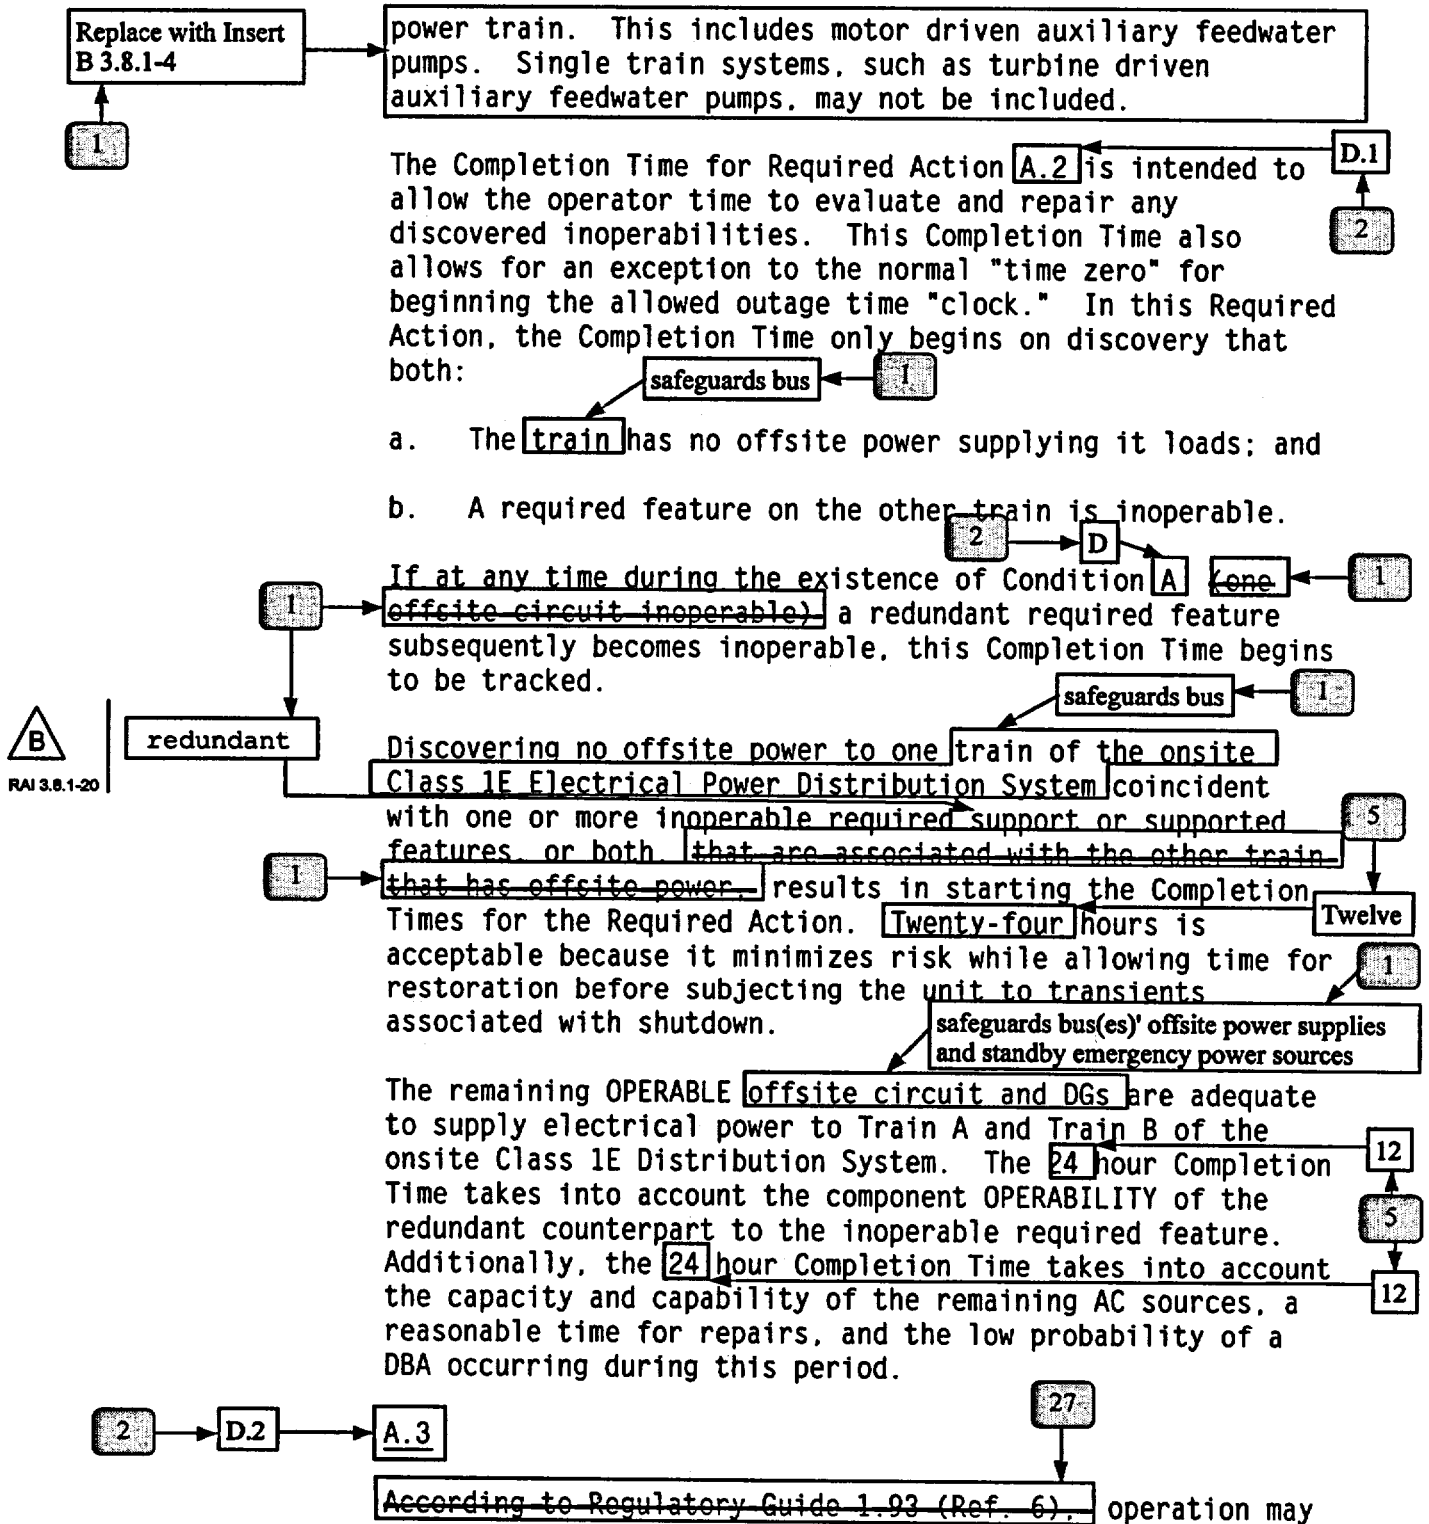 Replace with Insert
B 3.8.1-4
1
power train. This includes motor driven auxiliary feedwater
pumps. Single train systems, such as turbine driven
auxiliary feedwater pumps, may not be included.
D.1
2
The Completion Time for Required Action A.2 is intended to
allow the operator time to evaluate and repair any
discovered inoperabilities. This Completion Time also
allows for an exception to the normal "time zero" for
beginning the allowed outage time "clock." In this Required
Action, the Completion Time only begins on discovery that
both:
safeguards bus
1
a. The train has no offsite power supplying it loads; and
b. A required feature on the other train is inoperable.
2
D
If at any time during the existence of Condition A (one
1
1
offsite circuit inoperable) a redundant required feature
subsequently becomes inoperable, this Completion Time begins
to be tracked.
safeguards bus
1
B
RAI 3.8.1-20
redundant
Discovering no offsite power to one train of the onsite
Class 1E Electrical Power Distribution System coincident
with one or more inoperable required support or supported
5
features, or both, that are associated with the other train
1
that has offsite power, results in starting the Completion
Times for the Required Action. Twenty-four hours is
Twelve
acceptable because it minimizes risk while allowing time for
1
restoration before subjecting the unit to transients
associated with shutdown.
safeguards bus(es)' offsite power supplies
and standby emergency power sources
The remaining OPERABLE offsite circuit and DGs are adequate
to supply electrical power to Train A and Train B of the
onsite Class 1E Distribution System. The 24 hour Completion
12
Time takes into account the component OPERABILITY of the
redundant counterpart to the inoperable required feature.
5
Additionally, the 24 hour Completion Time takes into account
12
the capacity and capability of the remaining AC sources, a
reasonable time for repairs, and the low probability of a
DBA occurring during this period.
27
2
D.2
A.3
According to Regulatory Guide 1.93 (Ref. 6), operation may